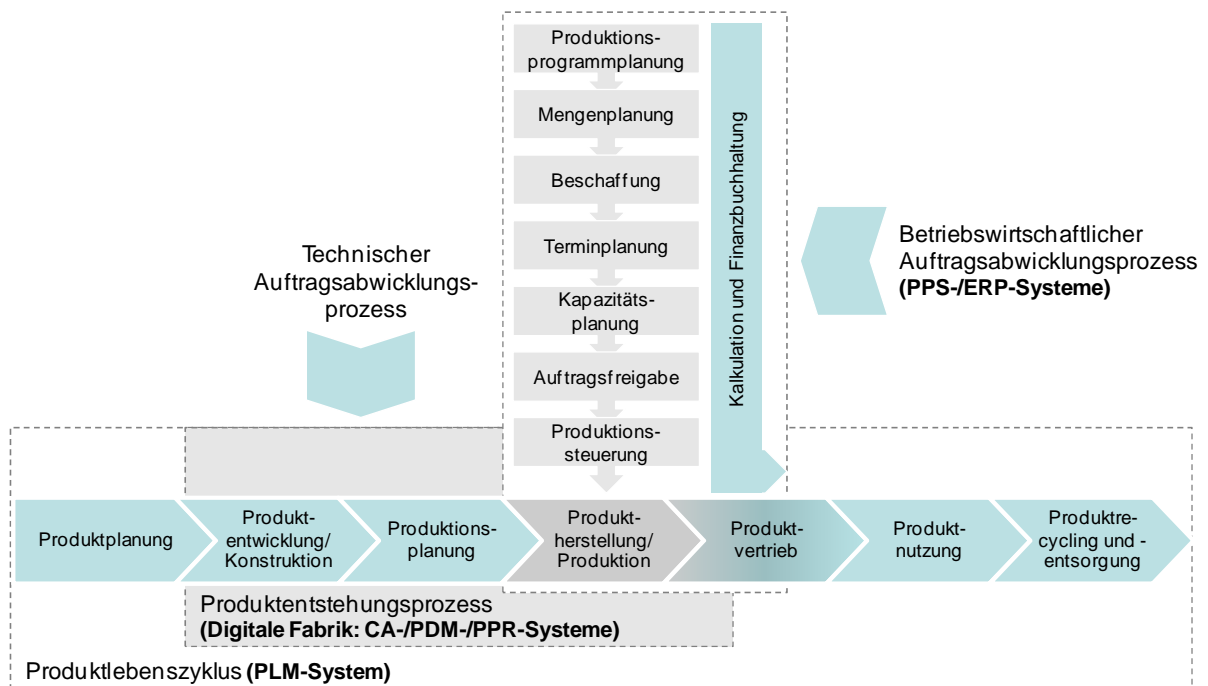 Produktions-
programmplanung
Mengenplanung
Beschaffung
Terminplanung
Kapazitäts-
planung
Auftragsfreigabe
Produktions-
steuerung
Kalkulation und Finanzbuchhaltung
Technischer
Auftragsabwicklungs-
prozess
Betriebswirtschaftlicher
Auftragsabwicklungsprozess
(PPS-/ERP-Systeme)
Produktplanung
Produkt-
entwicklung/
Konstruktion
Produktions-
planung
Produkt-
herstellung/
Produktion
Produkt-
vertrieb
Produkt-
nutzung
Produktre-
cycling und -
entsorgung
Produktentstehungsprozess
(Digitale Fabrik: CA-/PDM-/PPR-Systeme)
Produktlebenszyklus (PLM-System)